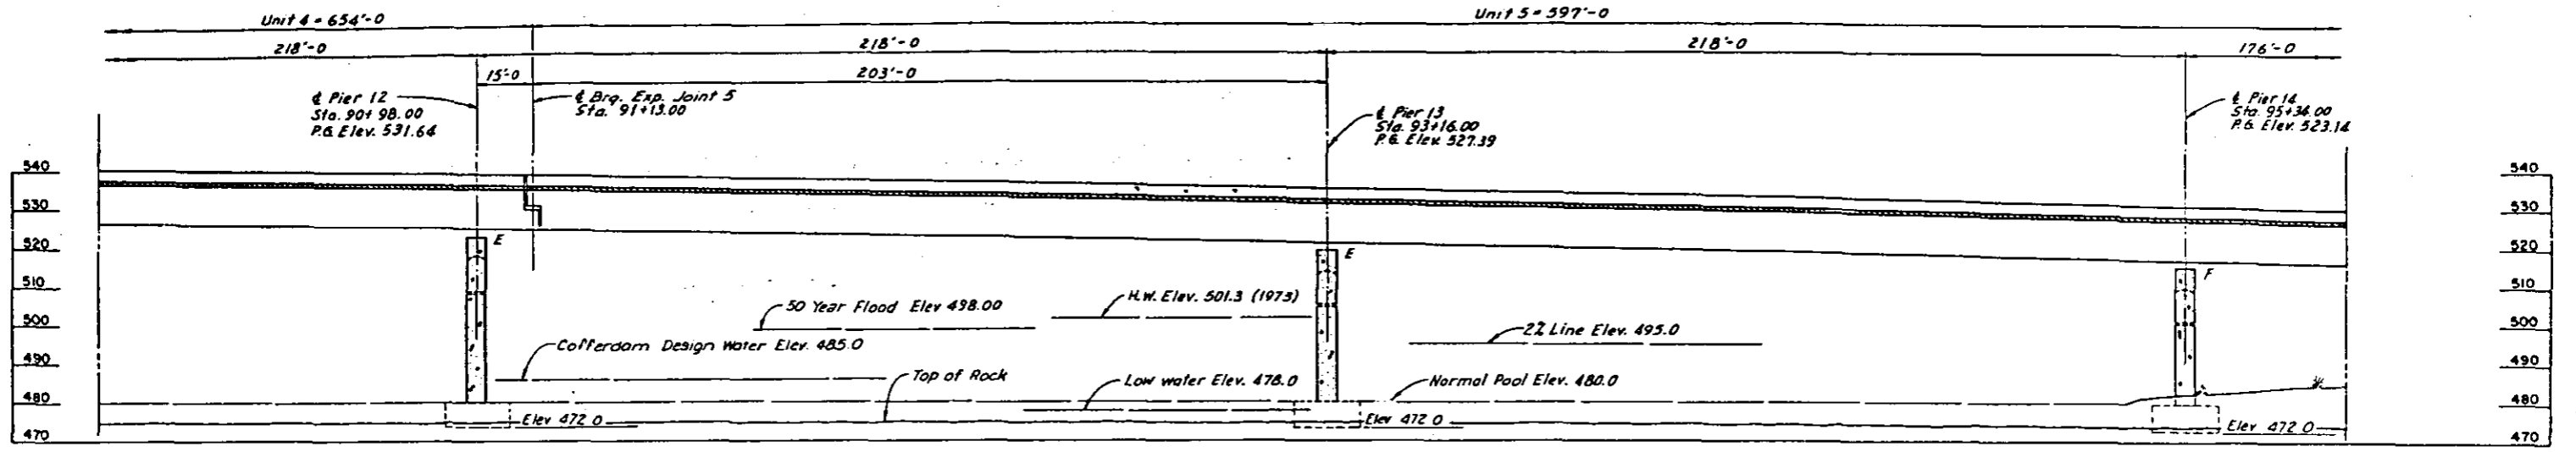 Unit 4 = 654'-0
Unit 5 = 597'-0
218'-0
218'-0
218'-0
176'-0
15'-0
203'-0
℄ Pier 12
Sta. 90+98.00
P.G. Elev. 531.64
℄ Brg. Exp. Joint 5
Sta. 91+13.00
℄ Pier 13
Sta. 93+16.00
P.G. Elev. 527.39
℄ Pier 14
Sta. 95+34.00
P.G. Elev. 523.14
540
530
520
510
500
490
480
470
E
E
F
50 Year Flood Elev 498.00
H.W. Elev. 501.3 (1973)
2% Line Elev. 495.0
Cofferdam Design Water Elev. 485.0
Top of Rock
Low water Elev. 478.0
Normal Pool Elev. 480.0
Elev 472.0
Elev 472.0
Elev 472.0
540
530
520
510
500
490
480
470